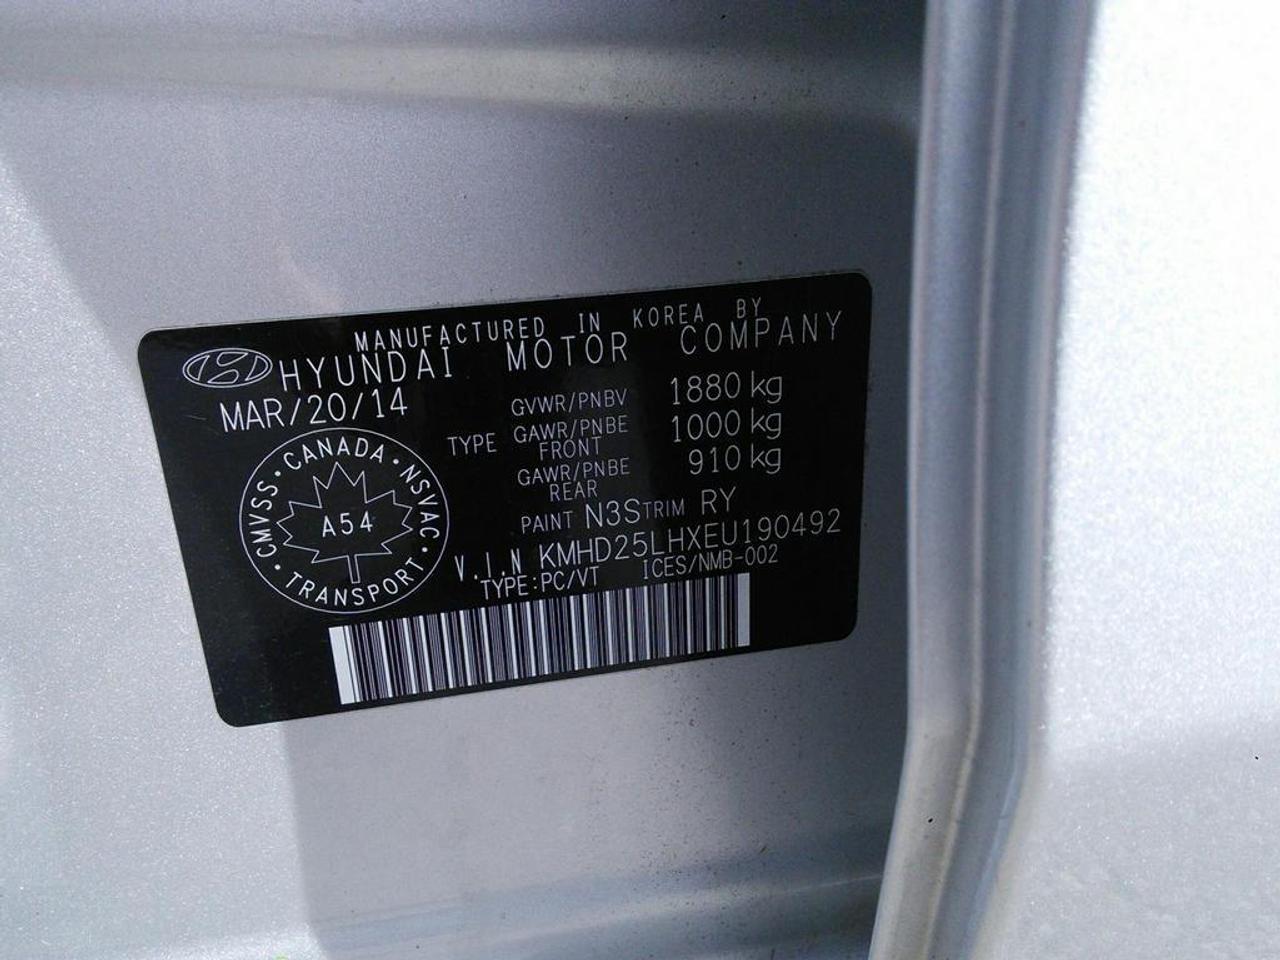 MANUFACTURED IN KOREA BY
HYUNDAI MOTOR COMPANY
MAR/20/14
GVWR/PNBV 1880 kg
TYPE GAWR/PNBE FRONT 1000 kg
GAWR/PNBE REAR 910 kg
PAINT N3S TRIM RY
V.I.N KMHD25LHXEU190492
TYPE:PC/VT ICES/NMB-002
CMVSS · CANADA · NSVAC · TRANSPORT ·
A54